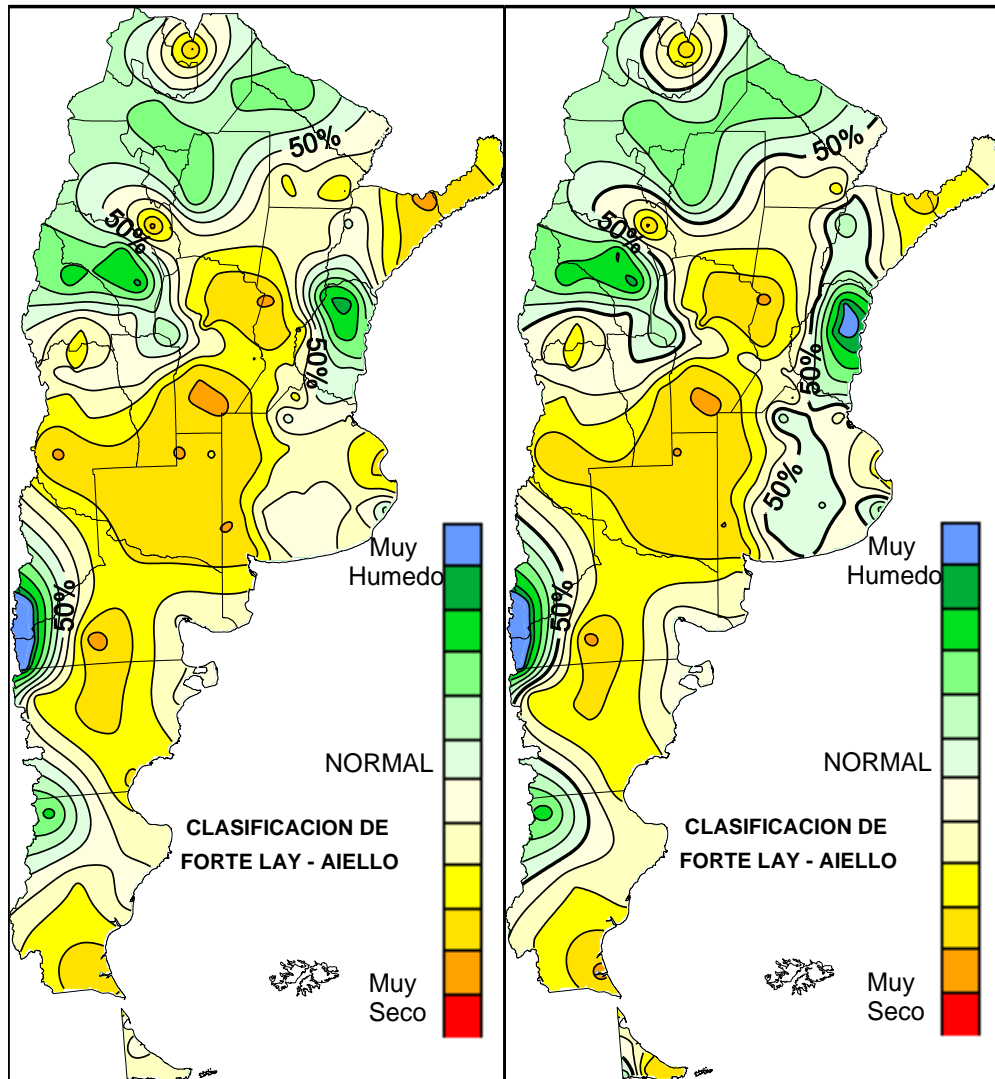 50%
50%
50%
50%
Muy
Humedo
NORMAL
CLASIFICACION DE
FORTE LAY - AIELLO
Muy
Seco
50%
50%
50%
50%
50%
Muy
Humedo
NORMAL
CLASIFICACION DE
FORTE LAY - AIELLO
Muy
Seco